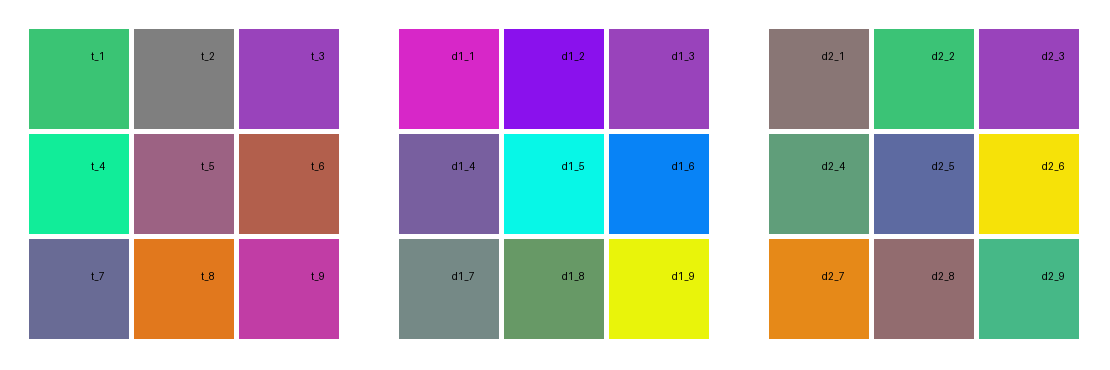 t_1 t_2 t_3 d1_1 d1_2 d1_3 d2_1 d2_2 d2_3
t_4 t_5 t_6 d1_4 d1_5 d1_6 d2_4 d2_5 d2_6
t_7 t_8 t_9 d1_7 d1_8 d1_9 d2_7 d2_8 d2_9